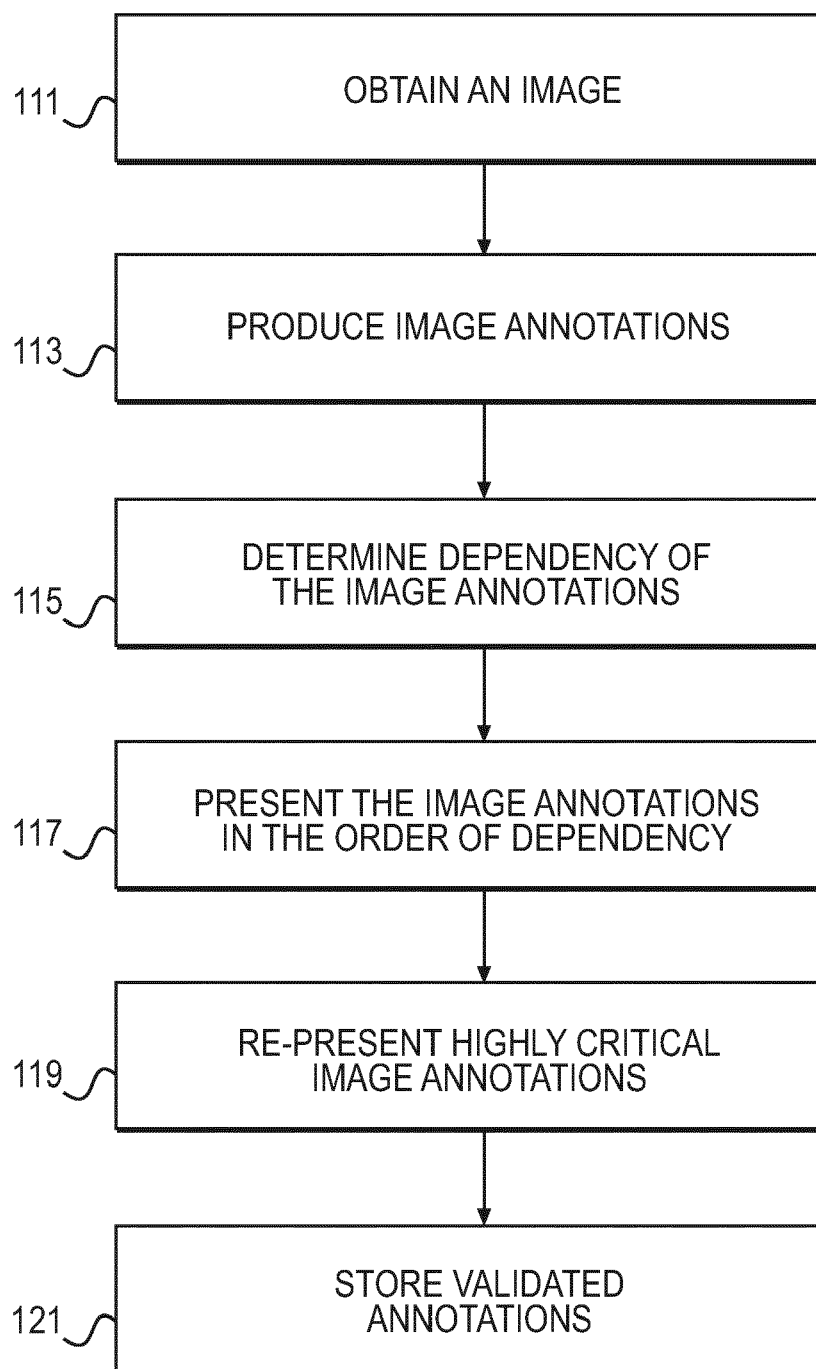 111
OBTAIN AN IMAGE
113
PRODUCE IMAGE ANNOTATIONS
115
DETERMINE DEPENDENCY OF
THE IMAGE ANNOTATIONS
117
PRESENT THE IMAGE ANNOTATIONS
IN THE ORDER OF DEPENDENCY
119
RE-PRESENT HIGHLY CRITICAL
IMAGE ANNOTATIONS
121
STORE VALIDATED
ANNOTATIONS